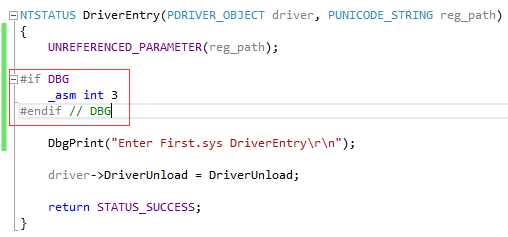 NTSTATUS DriverEntry(PDRIVER_OBJECT driver, PUNICODE_STRING reg_path)
{
UNREFERENCED_PARAMETER(reg_path);
#if DBG
_asm int 3
#endif // DBG
DbgPrint("Enter First.sys DriverEntry\r\n");
driver->DriverUnload = DriverUnload;
return STATUS_SUCCESS;
}